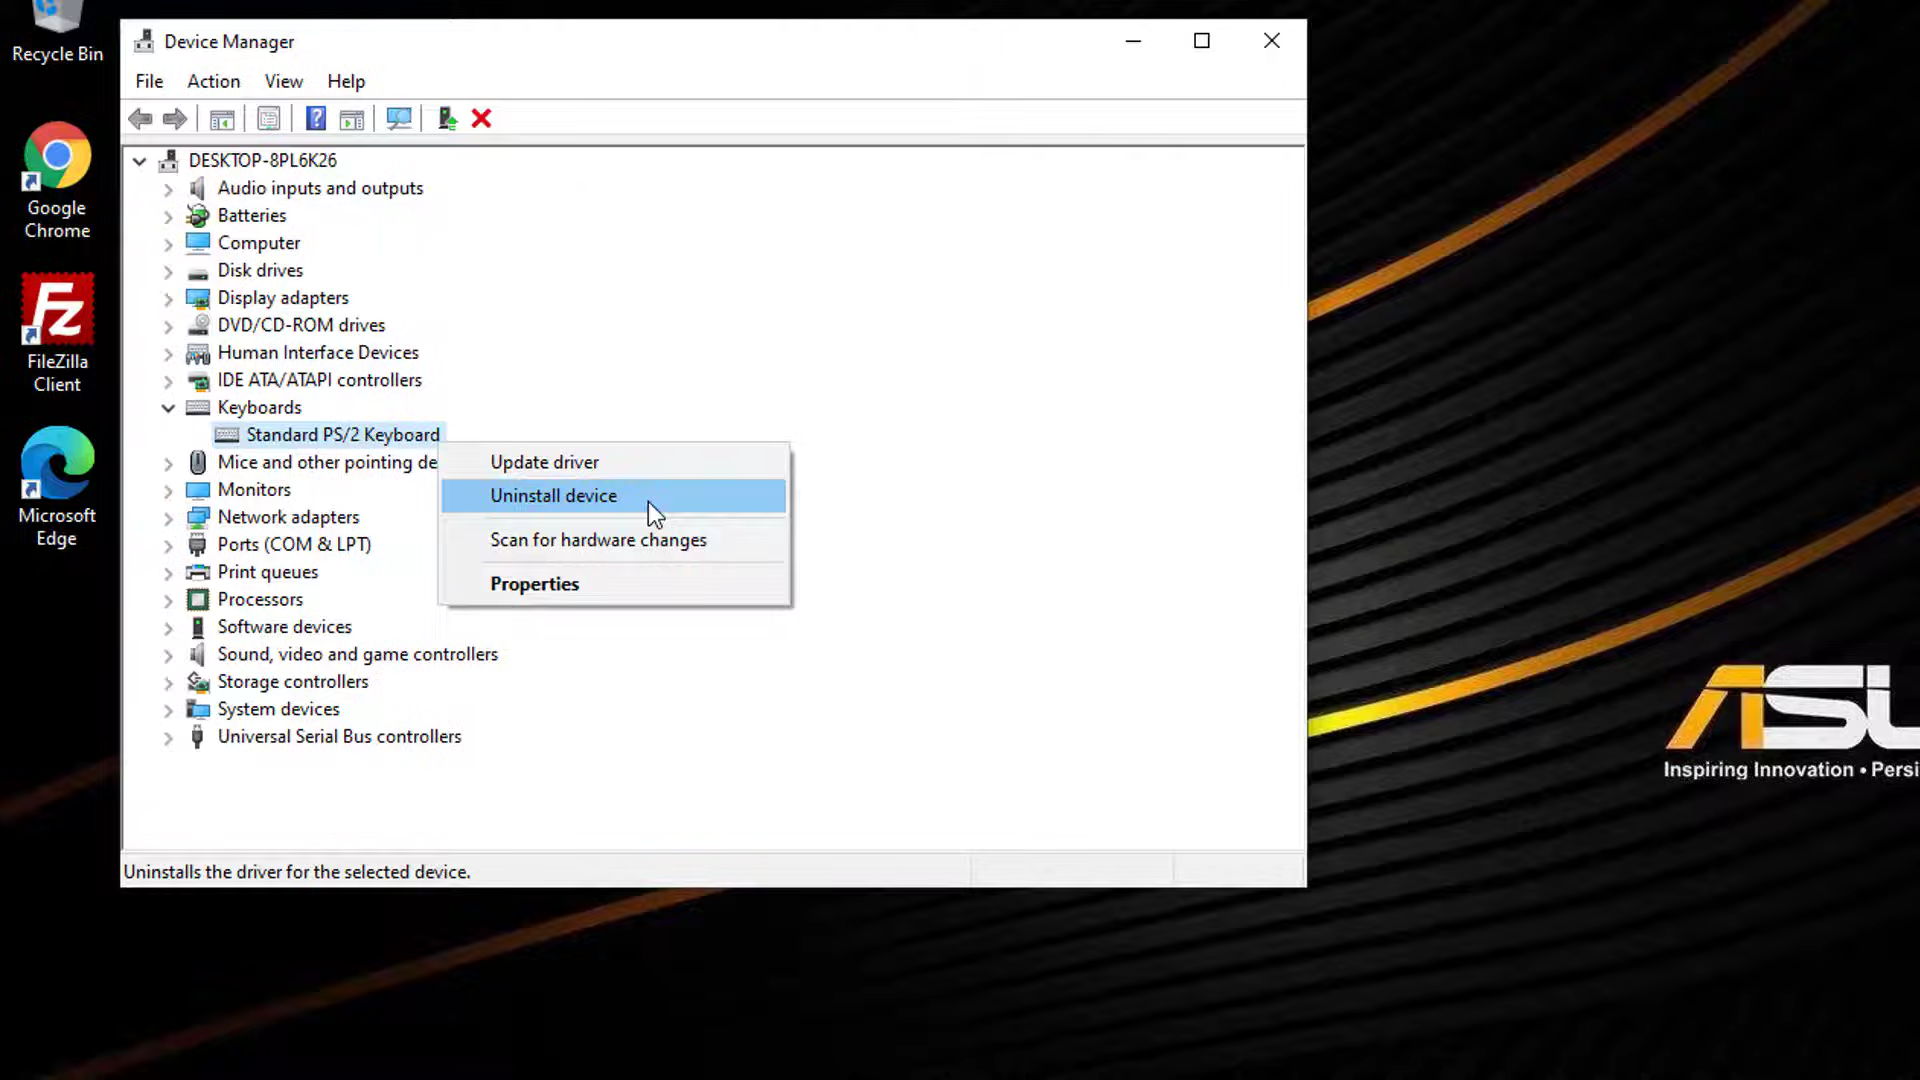 Recycle Bin
Device Manager
File Action View Help
DESKTOP-8PL6K26
Audio inputs and outputs
Batteries
Computer
Google
Chrome
Disk drives
Display adapters
DVD/CD-ROM drives
Human Interface Devices
FileZilla
Client
IDE ATA/ATAPI controllers
Keyboards
Standard PS/2 Keyboard
Mice and other pointing de
Update driver
Monitors
Uninstall device
Microsoft
Edge
Network adapters
Ports (COM & LPT)
Scan for hardware changes
Print queues
Properties
Processors
Software devices
Sound, video and game controllers
Storage controllers
System devices
Universal Serial Bus controllers
ASU
Inspiring Innovation • Persi
Uninstalls the driver for the selected device.